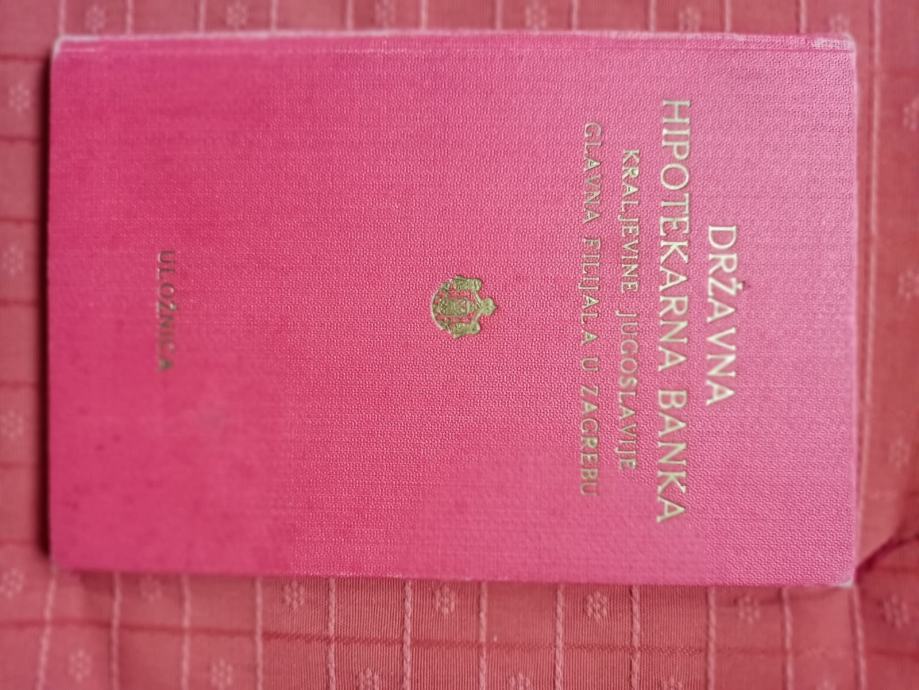 DRŽAVNA
HIPOTEKARNA BANKA
KRALJEVINE JUGOSLAVIJE
GLAVNA FILIJALA U ZAGREBU
ULOŽNICA